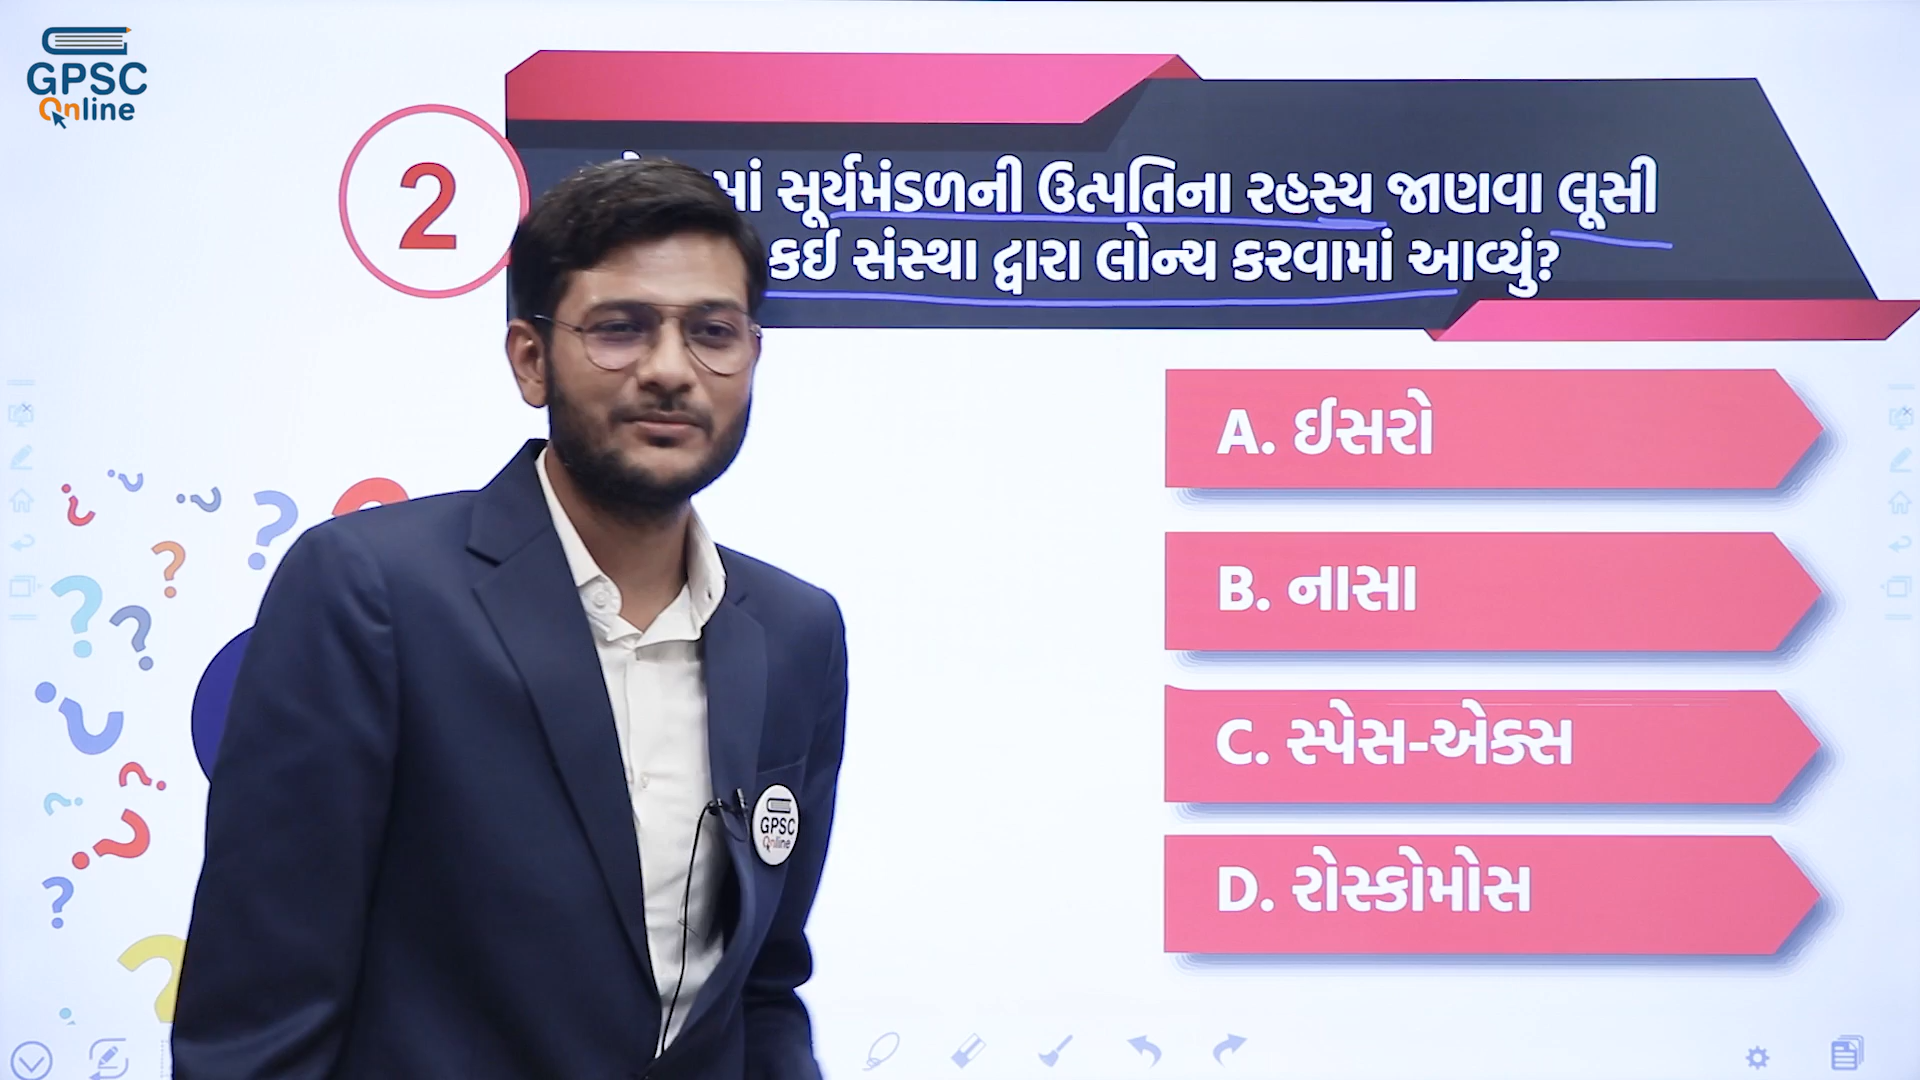 GPSC
Online
2
સૂર્યમંડળની ઉત્પતિના રહસ્ય જાણવા લૂસી
કઈ સંસ્થા દ્વારા લોન્ચ કરવામાં આવ્યું?
A. ઈસરો
B. નાસા
C. સ્પેસ-એક્સ
D. રોસ્કોમોસ
GPSC
Online